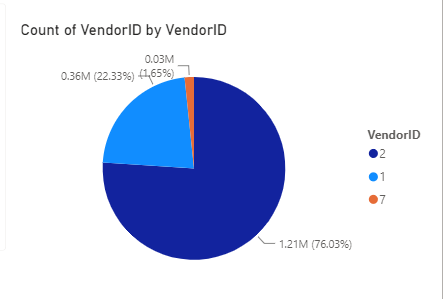 Count of VendorID by VendorID
0.03M
(1.65%)
0.36M (22.33%)
VendorID
2
1
7
1.21M (76.03%)